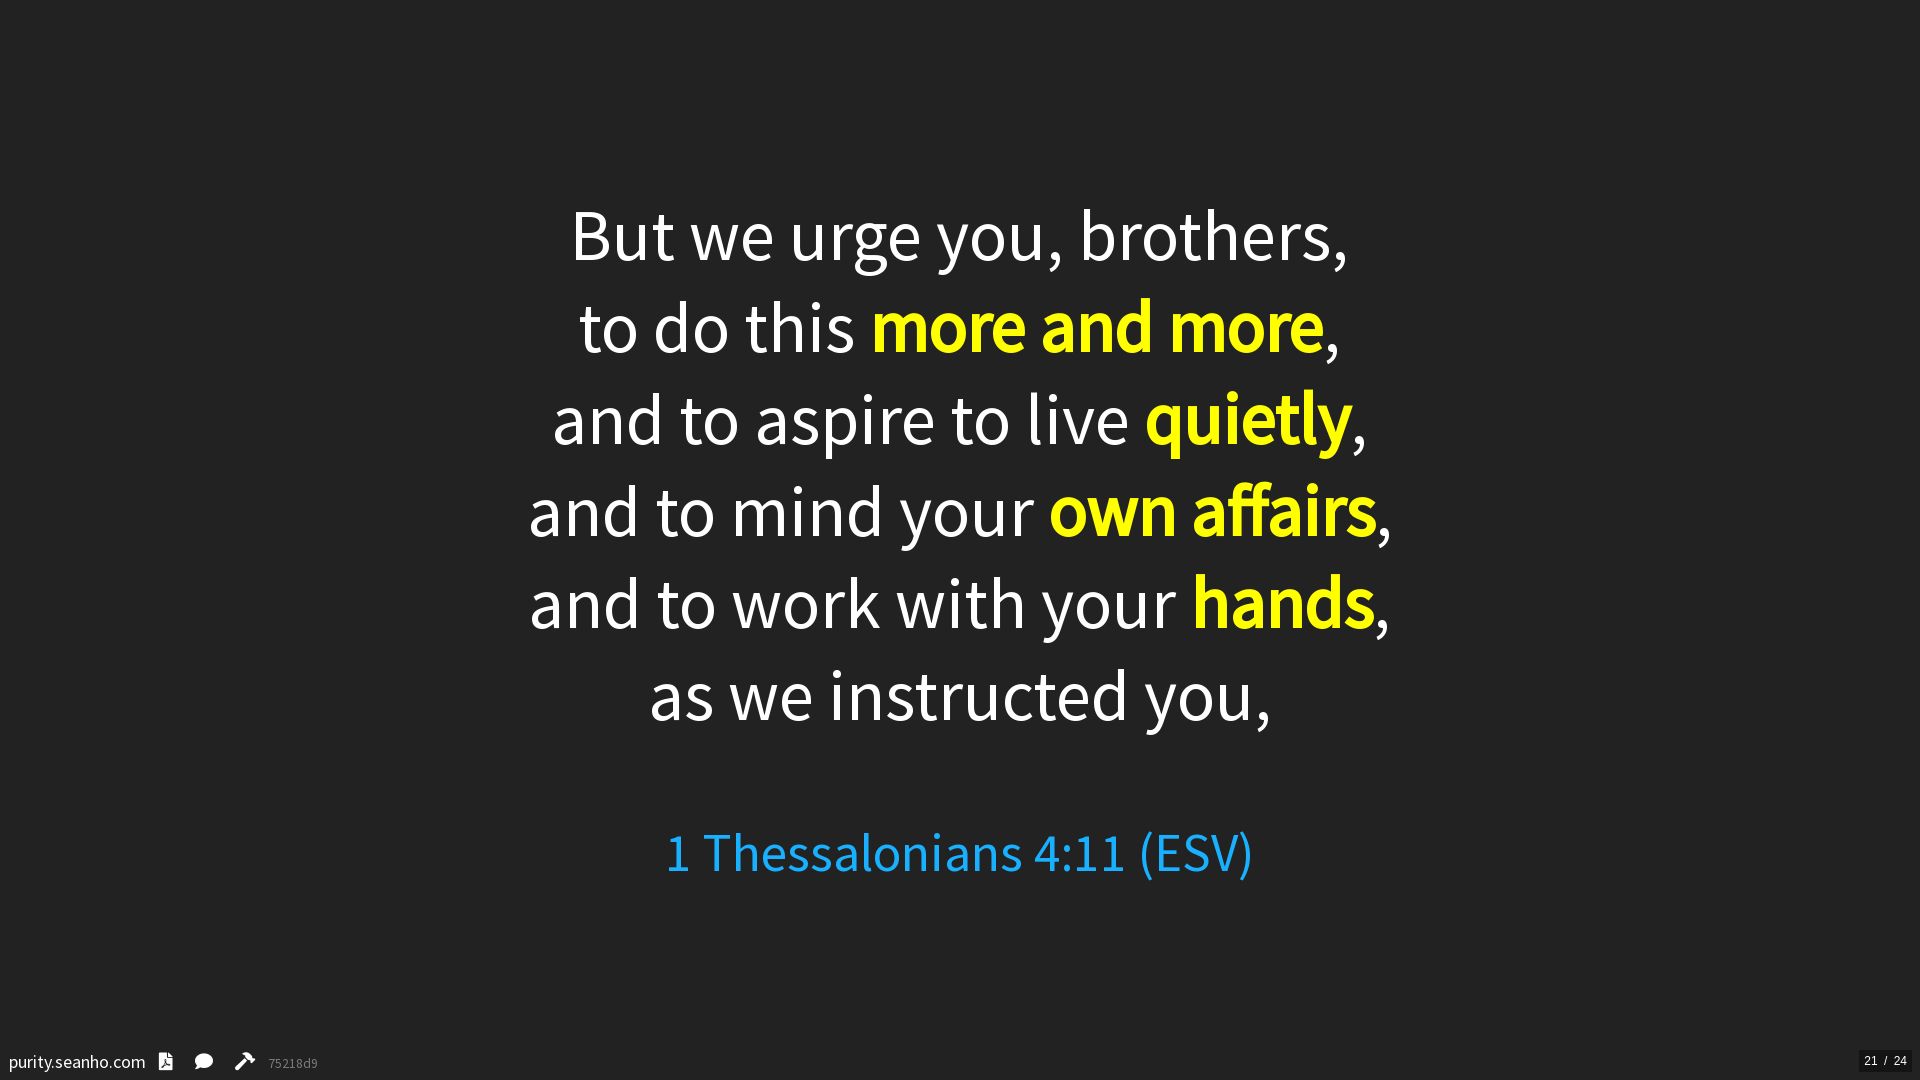 But we urge you, brothers,
to do this more and more,
and to aspire to live quietly,
and to mind your own affairs,
and to work with your hands,
as we instructed you,
1 Thessalonians 4:11 (ESV)
purity.seanho.com 75218d9
21 / 24